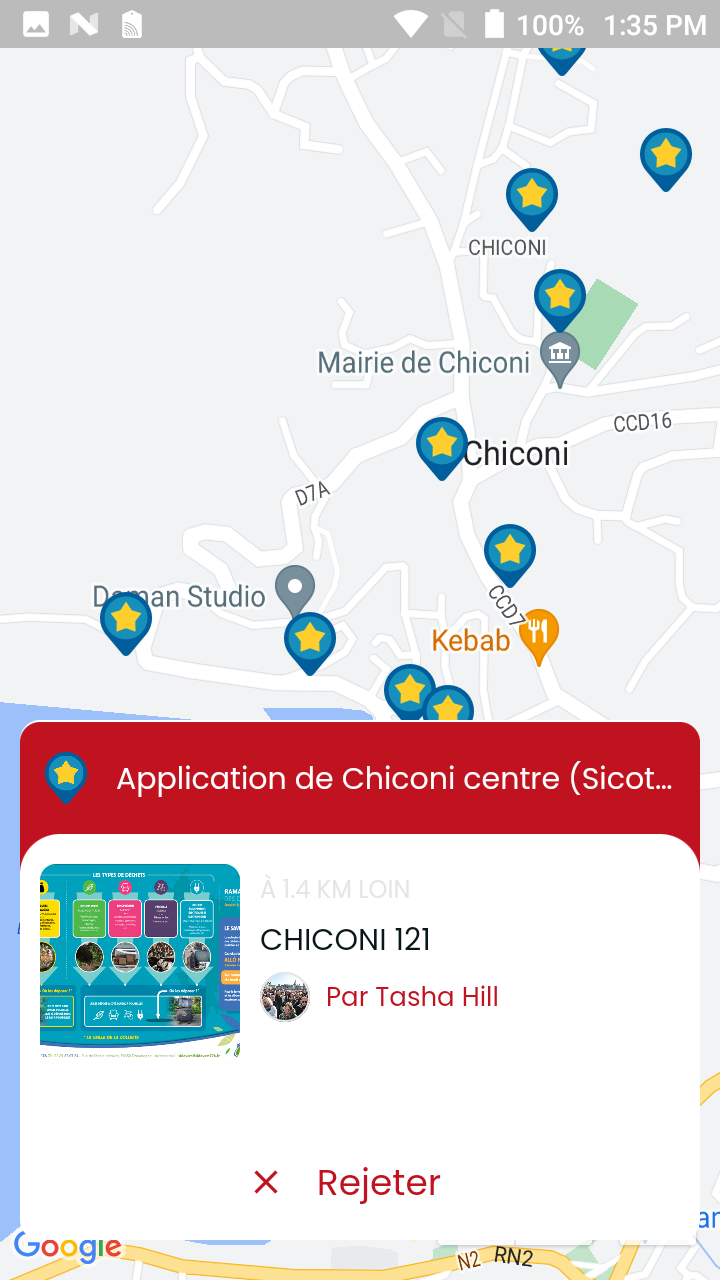 100% 1:35 PM
CHICONI
Mairie de Chiconi
CCD16
Chiconi
D7A
CCD7
Studio
Kebab
Application de Chiconi centre (Sicot...
LES TYPES DE DÉCHETS
À 1.4 KM LOIN
CHICONI 121
Par Tasha Hill
Rejeter
Google
N2 RN2